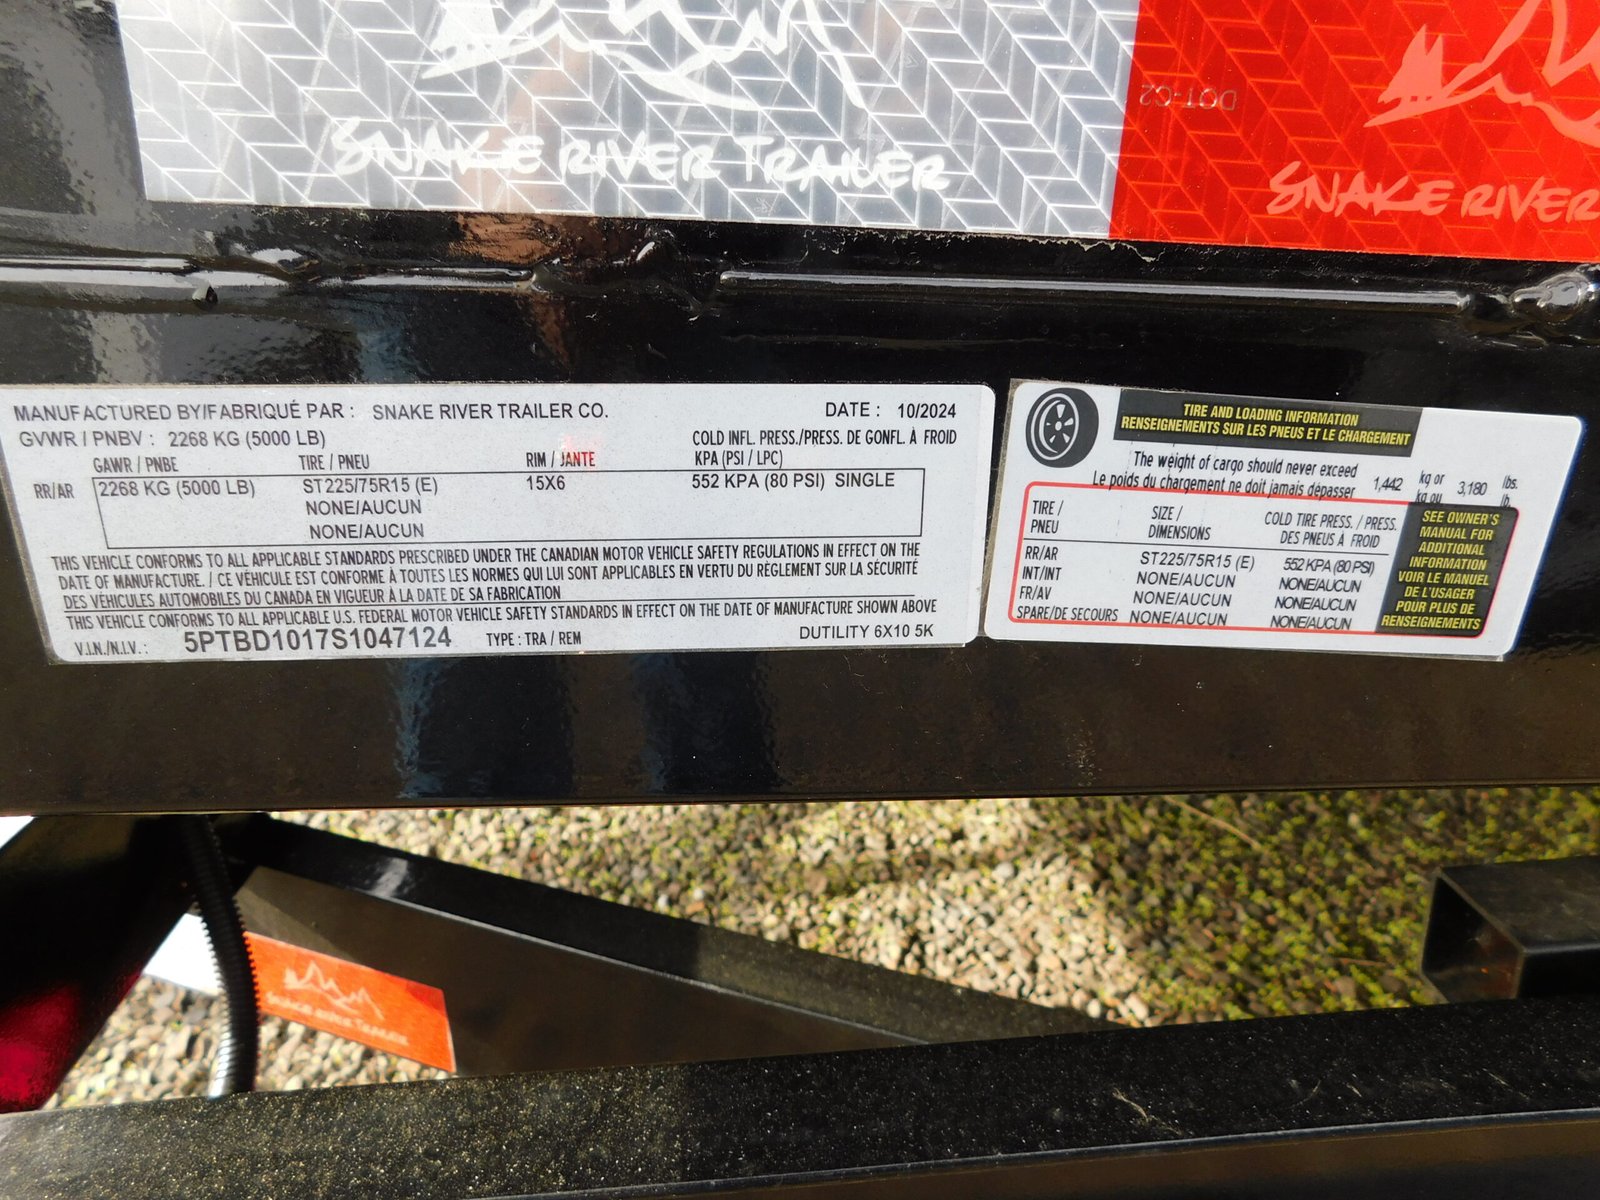 SNAKE RIVER TRAILER
DOT-C2
SNAKE RIVER
MANUFACTURED BY/FABRIQUÉ PAR : SNAKE RIVER TRAILER CO. DATE : 10/2024
GVWR / PNBV : 2268 KG (5000 LB) COLD INFL. PRESS./PRESS. DE GONFL. À FROID
GAWR / PNBE TIRE / PNEU RIM / JANTE KPA (PSI / LPC)
RR/AR 2268 KG (5000 LB) ST225/75R15 (E) 15X6 552 KPA (80 PSI) SINGLE
NONE/AUCUN
NONE/AUCUN
THIS VEHICLE CONFORMS TO ALL APPLICABLE STANDARDS PRESCRIBED UNDER THE CANADIAN MOTOR VEHICLE SAFETY REGULATIONS IN EFFECT ON THE
DATE OF MANUFACTURE. / CE VÉHICULE EST CONFORME À TOUTES LES NORMES QUI LUI SONT APPLICABLES EN VERTU DU RÈGLEMENT SUR LA SÉCURITÉ
DES VÉHICULES AUTOMOBILES DU CANADA EN VIGUEUR À LA DATE DE SA FABRICATION
THIS VEHICLE CONFORMS TO ALL APPLICABLE U.S. FEDERAL MOTOR VEHICLE SAFETY STANDARDS IN EFFECT ON THE DATE OF MANUFACTURE SHOWN ABOVE
V.I.N./N.I.V. : 5PTBD1017S1047124 TYPE : TRA / REM DUTILITY 6X10 5K
TIRE AND LOADING INFORMATION
RENSEIGNEMENTS SUR LES PNEUS ET LE CHARGEMENT
The weight of cargo should never exceed
Le poids du chargement ne doit jamais dépasser 1,442 kg or kg ou 3,180 lbs. lb.
TIRE / PNEU SIZE / DIMENSIONS COLD TIRE PRESS. / PRESS. DES PNEUS À FROID
RR/AR ST225/75R15 (E) 552 KPA (80 PSI)
INT/INT NONE/AUCUN NONE/AUCUN
FR/AV NONE/AUCUN NONE/AUCUN
SPARE/DE SECOURS NONE/AUCUN NONE/AUCUN
SEE OWNER'S
MANUAL FOR
ADDITIONAL
INFORMATION
VOIR LE MANUEL
DE L'USAGER
POUR PLUS DE
RENSEIGNEMENTS
SNAKE RIVER TRAILER